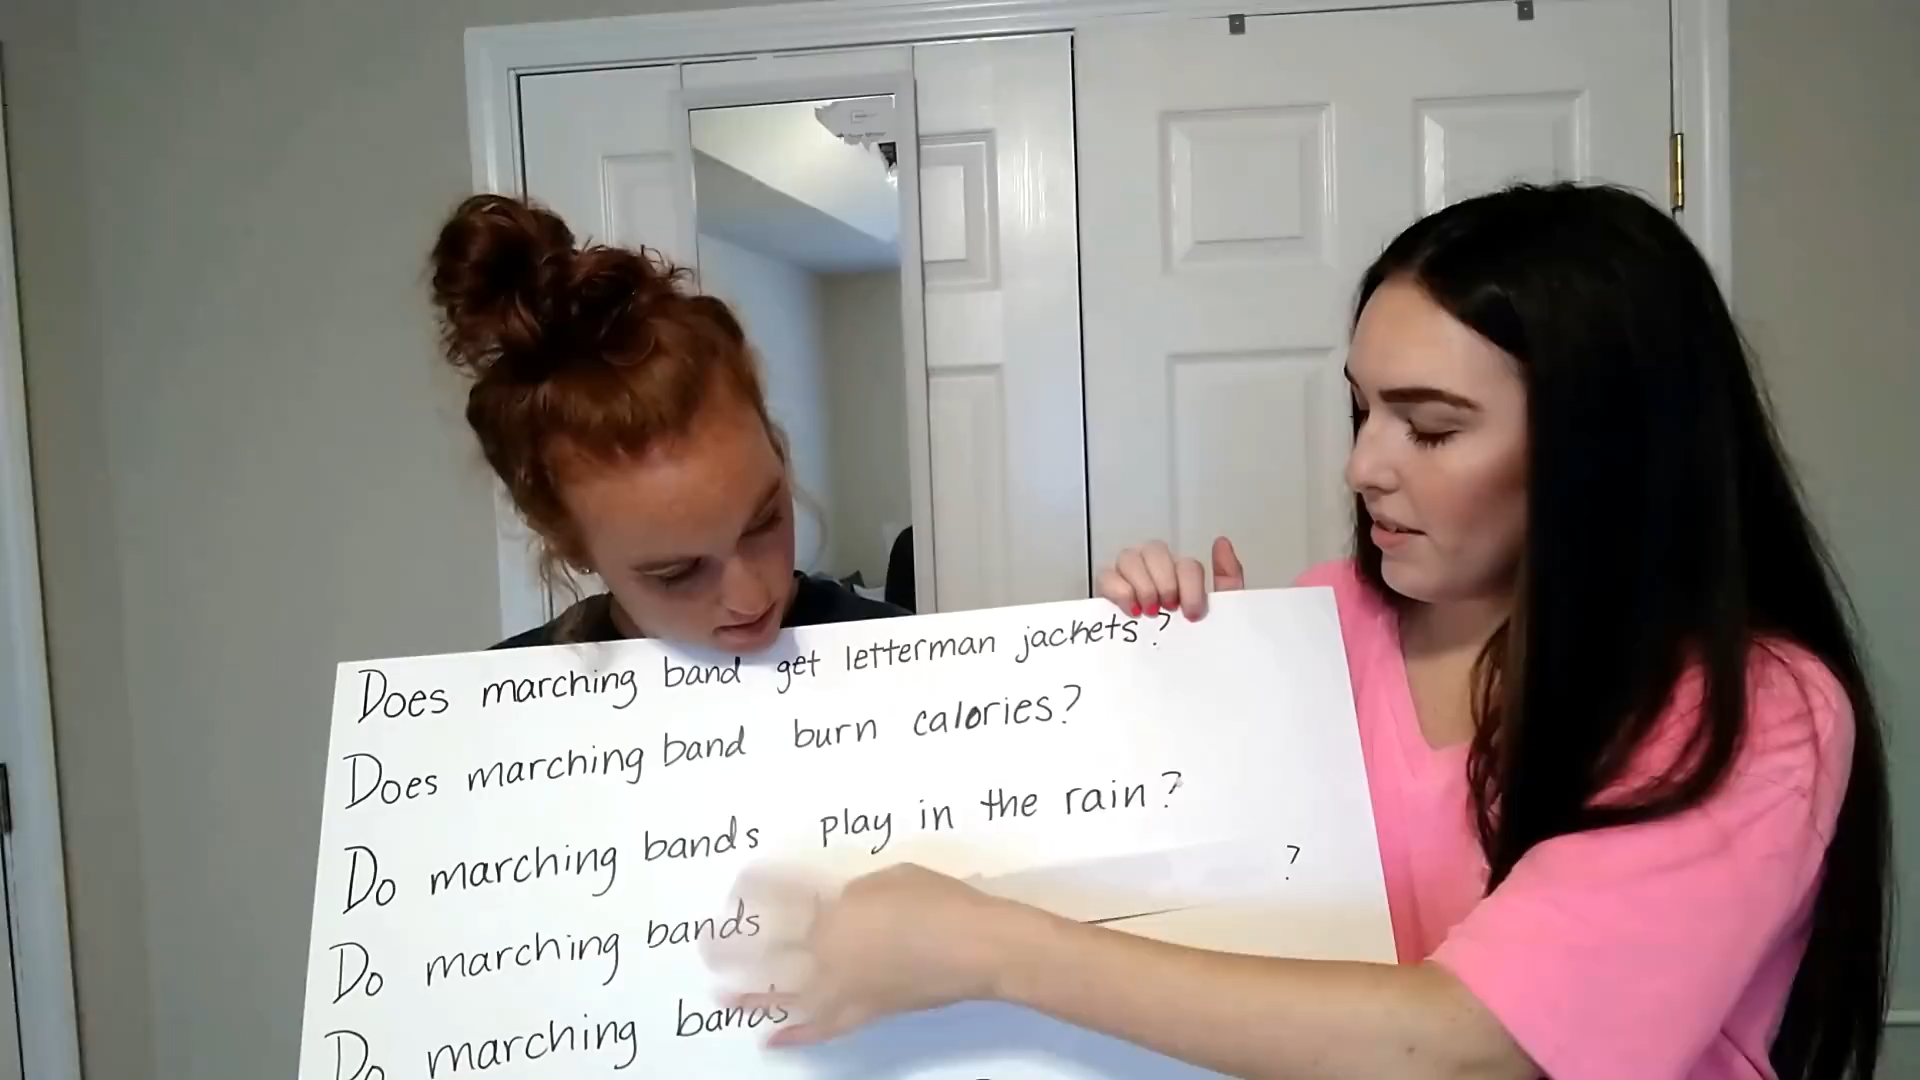 Does marching band get letterman jackets?
Does marching band burn calories?
Do marching bands play in the rain?
Do marching bands ?
Do marching bands